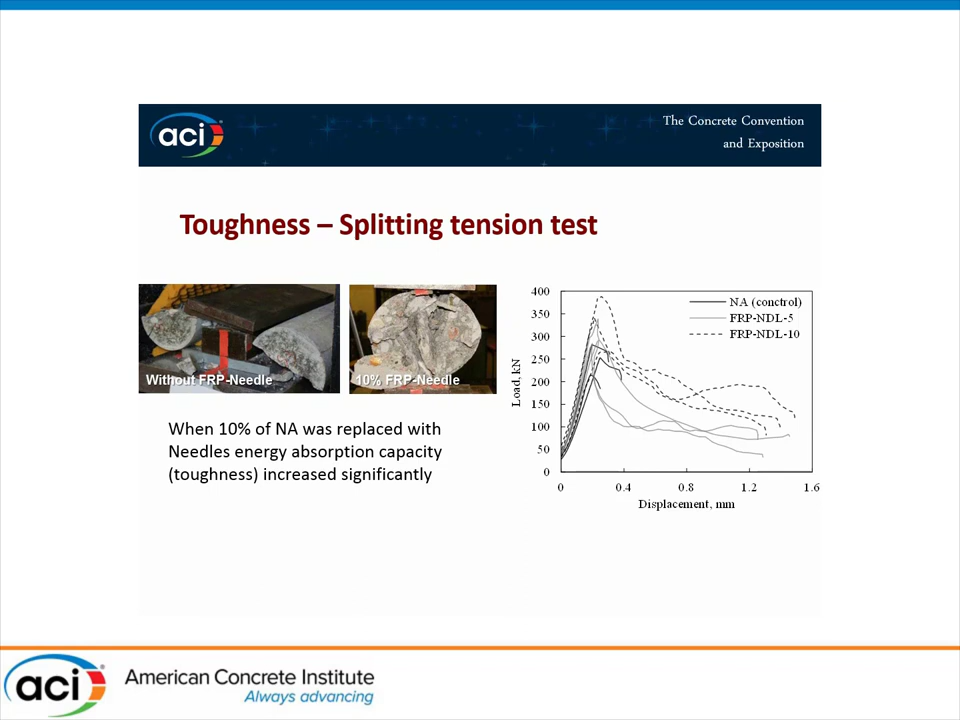 aci
The Concrete Convention
and Exposition
Toughness – Splitting tension test
Without FRP-Needle
10% FRP-Needle
When 10% of NA was replaced with
Needles energy absorption capacity
(toughness) increased significantly
Load, kN
400
350
300
250
200
150
100
50
0
NA (conctrol)
FRP-NDL-5
FRP-NDL-10
0 0.4 0.8 1.2 1.6
Displacement, mm
aci
American Concrete Institute
Always advancing